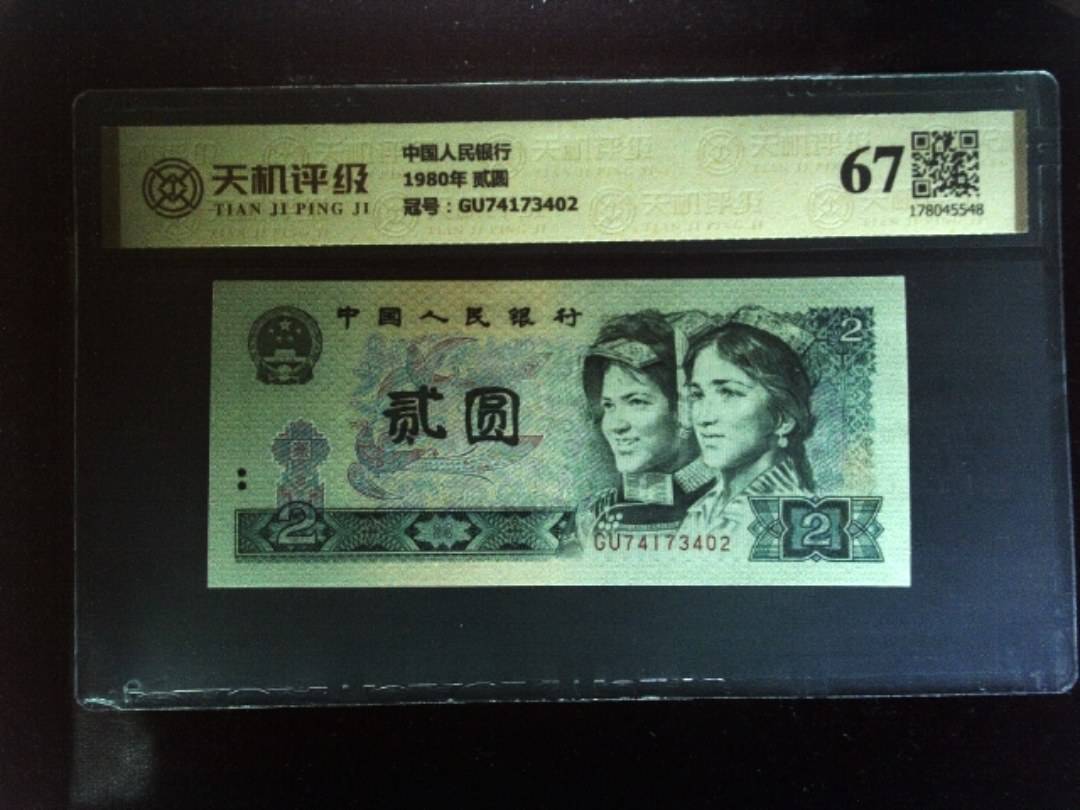 天机评级
TIAN JI PING JI
中国人民银行
1980年 贰圆
冠号：GU74173402
67
178045548
中国人民银行
2
贰圆
2
GU74173402
2